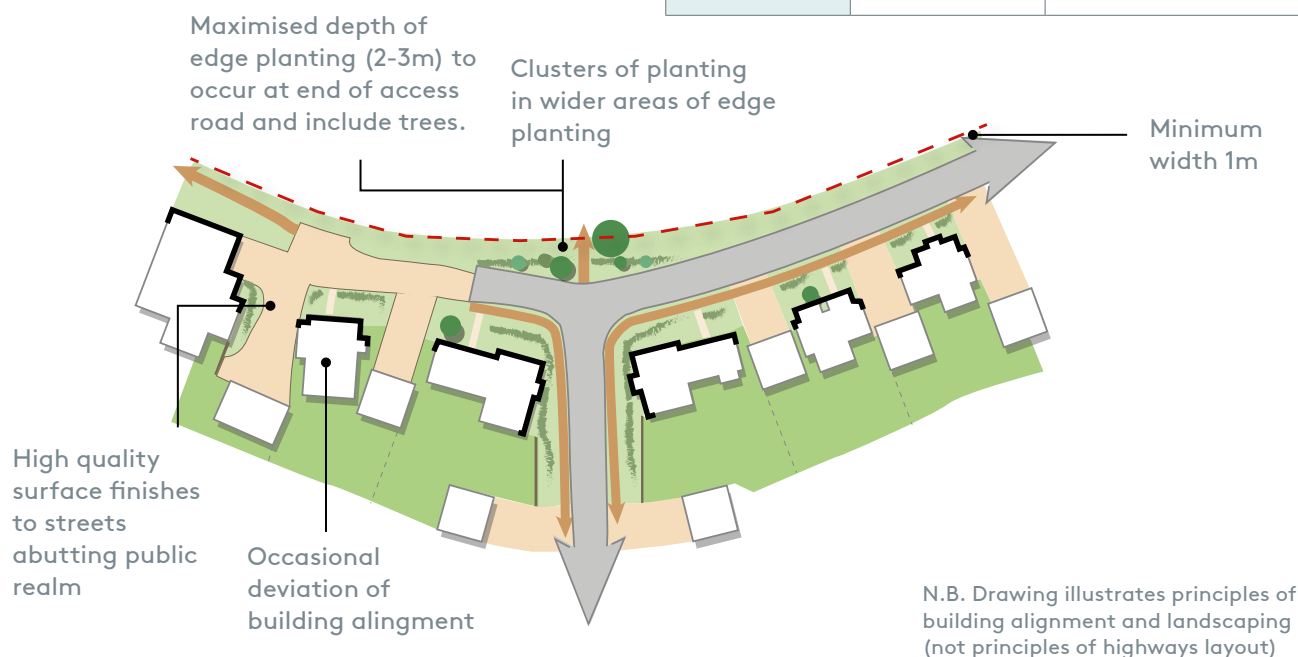 Maximised depth of
edge planting (2-3m) to
occur at end of access
road and include trees.
Clusters of planting
in wider areas of edge
planting
Minimum
width 1m
High quality
surface finishes
to streets
abutting public
realm
Occasional
deviation of
building alingment
N.B. Drawing illustrates principles of
building alignment and landscaping
(not principles of highways layout)